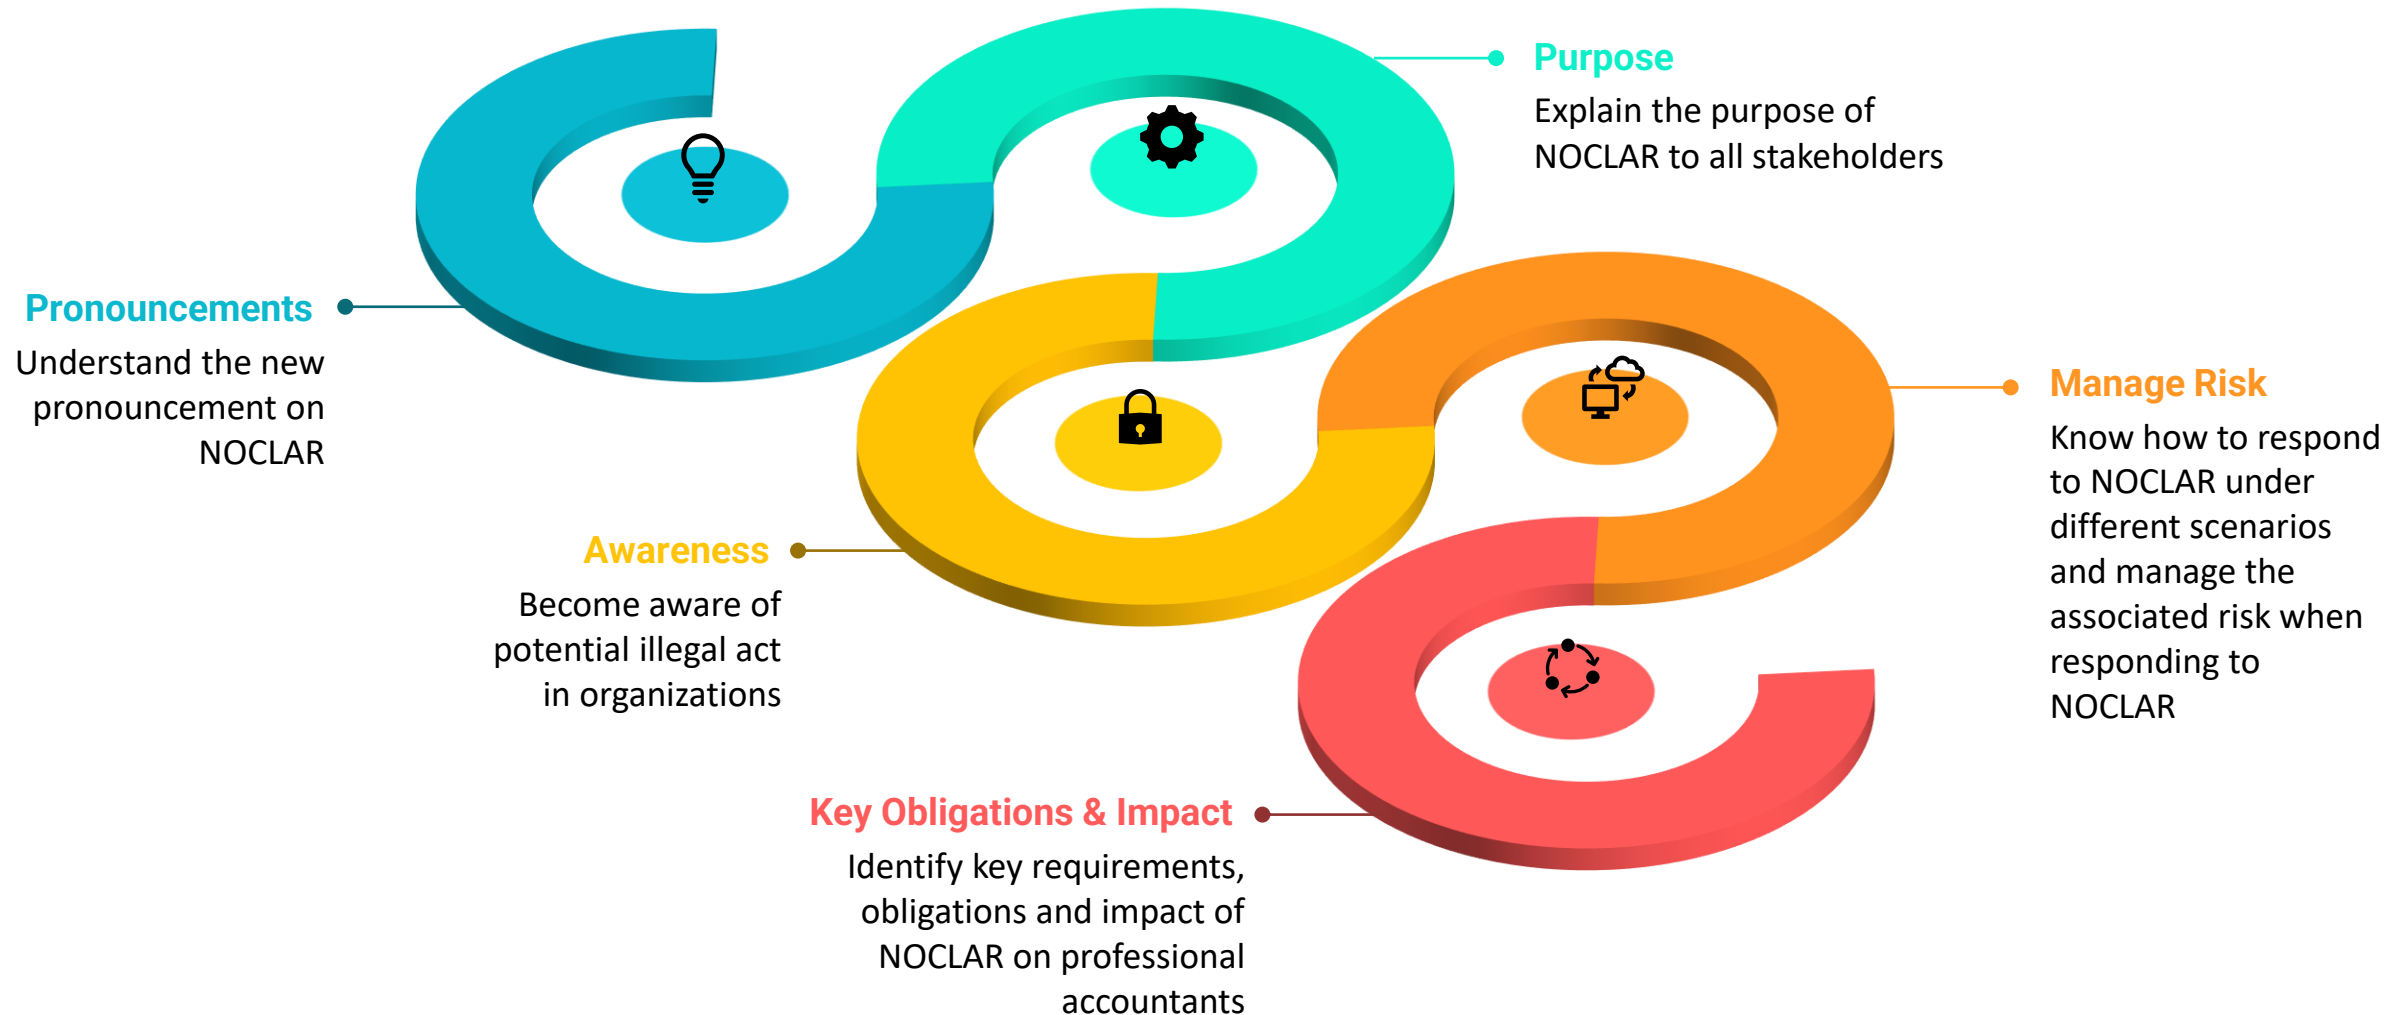 Pronouncements
Understand the new
pronouncement on
NOCLAR
Purpose
Explain the purpose of
NOCLAR to all stakeholders
Awareness
Become aware of
potential illegal act
in organizations
Manage Risk
Know how to respond
to NOCLAR under
different scenarios
and manage the
associated risk when
responding to
NOCLAR
Key Obligations & Impact
Identify key requirements,
obligations and impact of
NOCLAR on professional
accountants